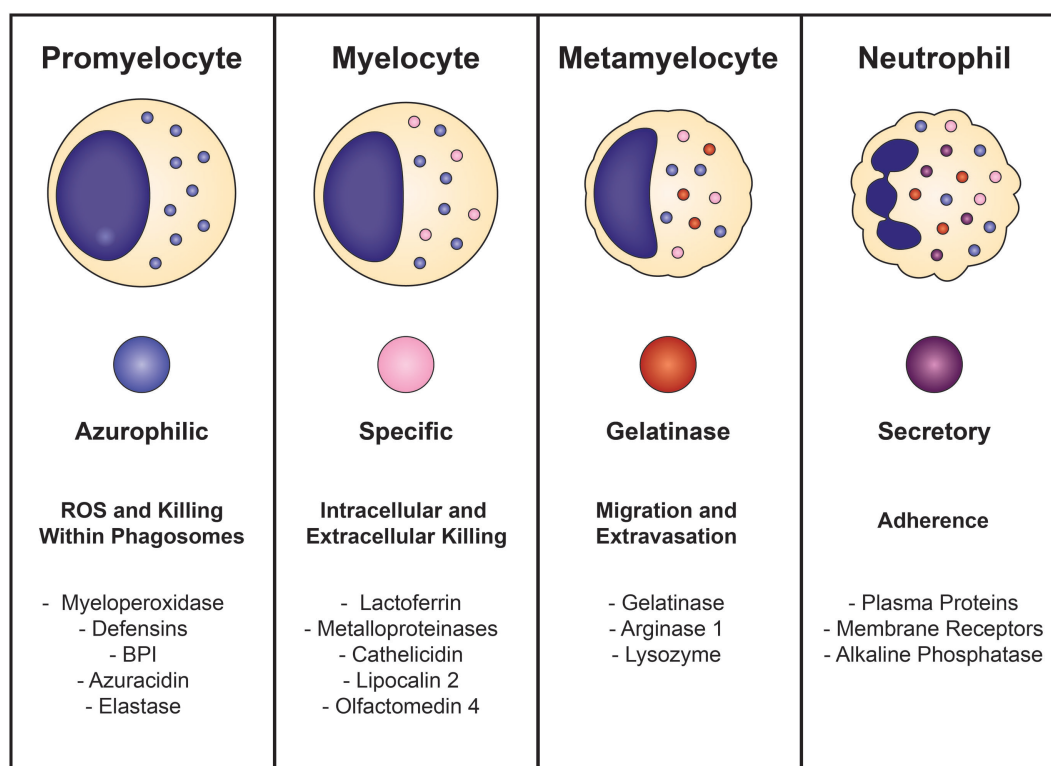 Promyelocyte
Azurophilic
ROS and Killing
Within Phagosomes
- Myeloperoxidase
- Defensins
- BPI
- Azuracidin
- Elastase
Myelocyte
Specific
Intracellular and
Extracellular Killing
- Lactoferrin
- Metalloproteinases
- Cathelicidin
- Lipocalin 2
- Olfactomedin 4
Metamyelocyte
Gelatinase
Migration and
Extravasation
- Gelatinase
- Arginase 1
- Lysozyme
Neutrophil
Secretory
Adherence
- Plasma Proteins
- Membrane Receptors
- Alkaline Phosphatase